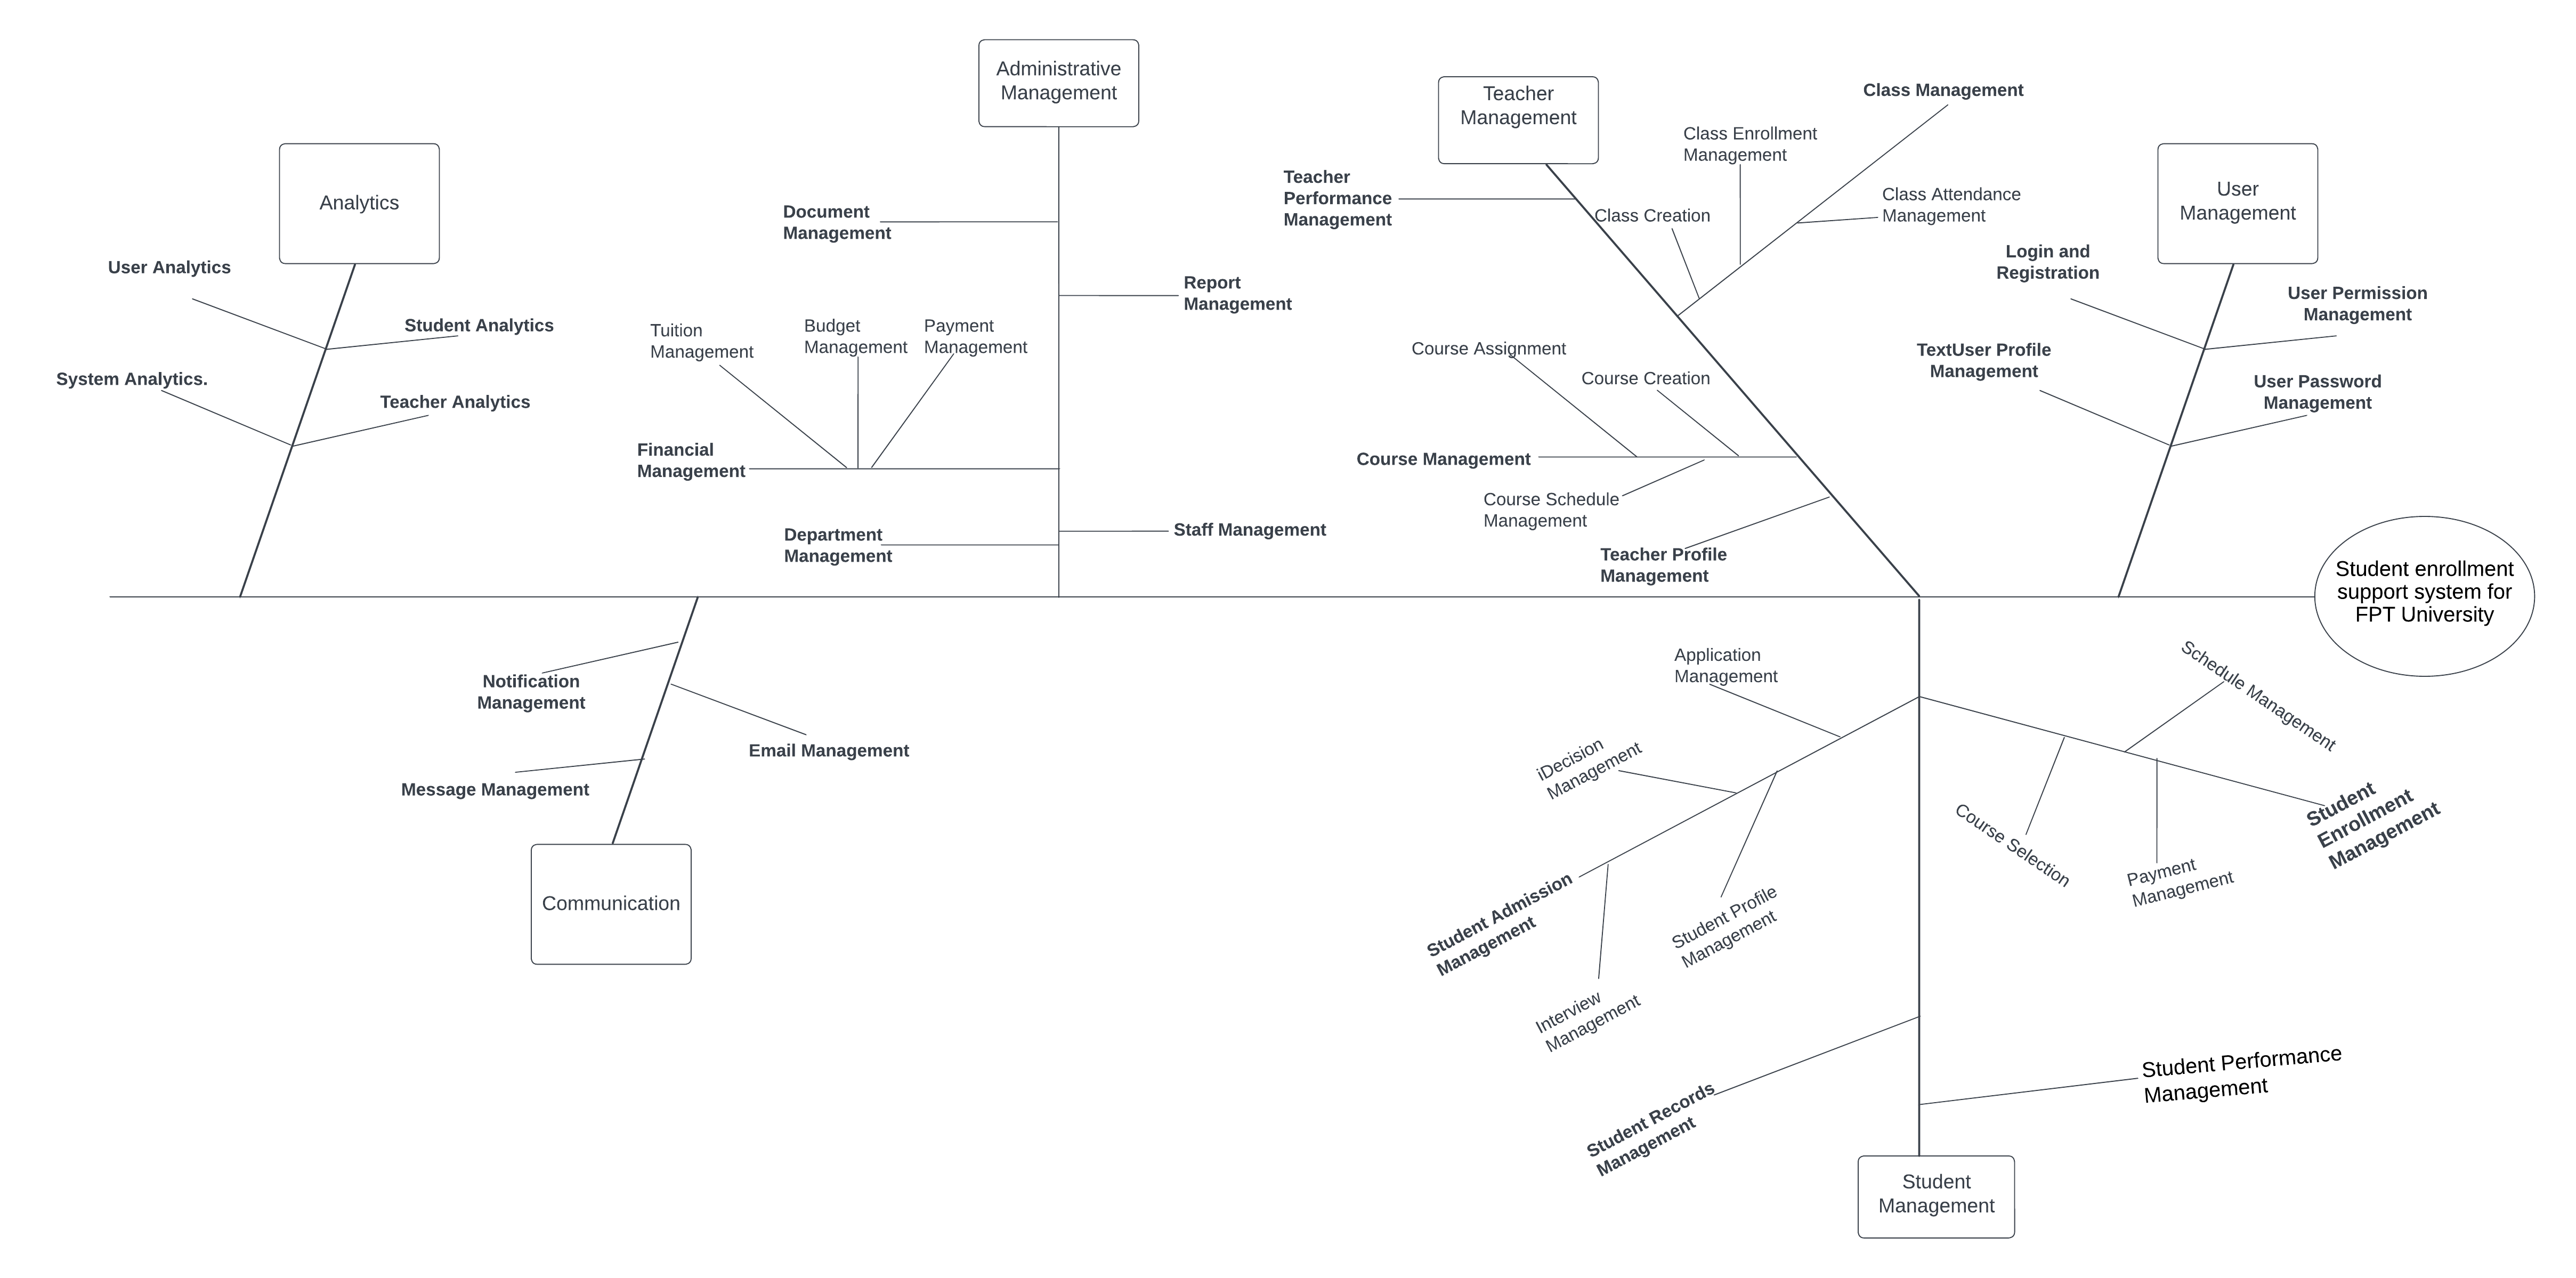 Administrative
Management
Teacher
Management
Class Management
Class Enrollment
Management
Analytics
User
Management
Teacher
Performance
Management
Class Creation
Class Attendance
Management
Document
Management
Login and
Registration
User Analytics
Report
Management
User Permission
Management
Student Analytics
Tuition
Management
Budget
Management
Payment
Management
Course Assignment
TextUser Profile
Management
System Analytics.
Course Creation
User Password
Management
Teacher Analytics
Financial
Management
Course Management
Course Schedule
Management
Department
Management
Staff Management
Teacher Profile
Management
Student enrollment
support system for
FPT University
Notification
Management
Email Management
Message Management
Communication
Application
Management
Schedule Management
iDecision
Management
Student
Enrollment
Management
Course Selection
Payment
Management
Student Admission
Management
Student Profile
Management
Interview
Management
Student Performance
Management
Student Records
Management
Student
Management